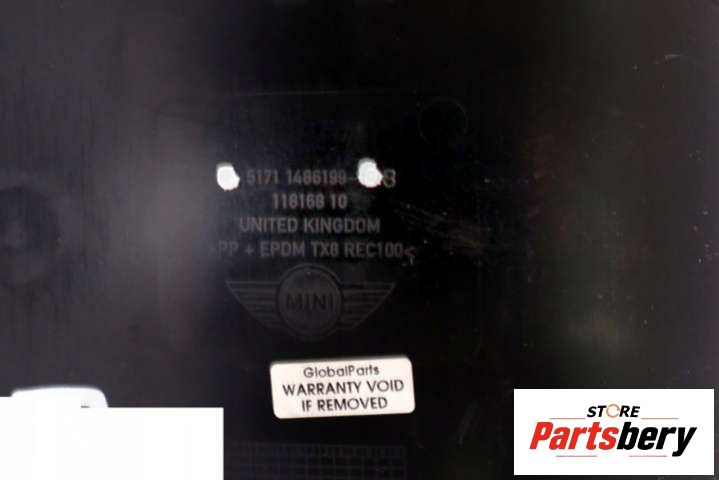 5171 1486199-
118168 10
UNITED KINGDOM
>PP + EPDM TX8 REC100<
MINI
GlobalParts
WARRANTY VOID
IF REMOVED
STORE
Partsbery